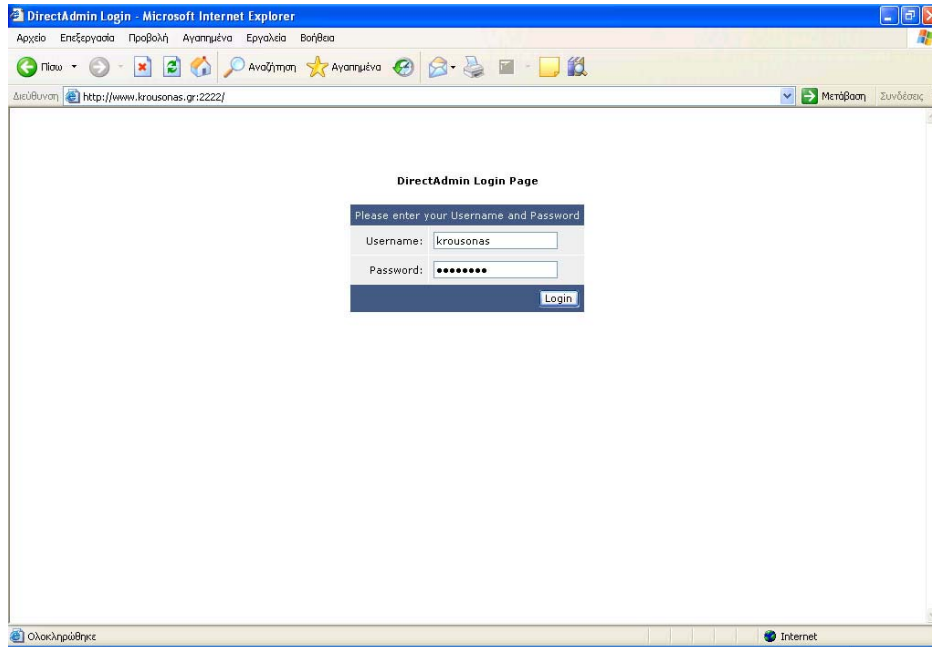 DirectAdmin Login - Microsoft Internet Explorer
Αρχείο Επεξεργασία Προβολή Αγαπημένα Εργαλεία Βοήθεια
Πίσω Αναζήτηση Αγαπημένα
Διεύθυνση http://www.krousonas.gr:2222/ Μετάβαση Συνδέσεις
DirectAdmin Login Page
Please enter your Username and Password
Username: krousonas
Password: ••••••••
Login
Ολοκληρώθηκε Internet